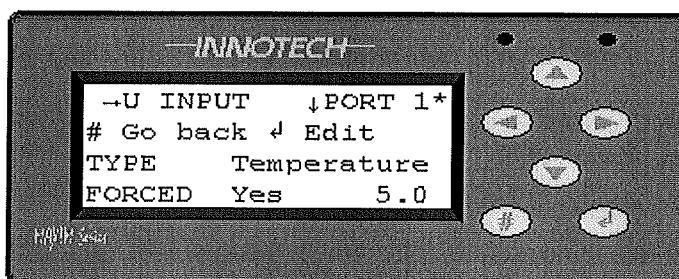 INNOTECH
→U INPUT ↓PORT 1*
# Go back ↲ Edit
TYPE Temperature
FORCED Yes 5.0
#